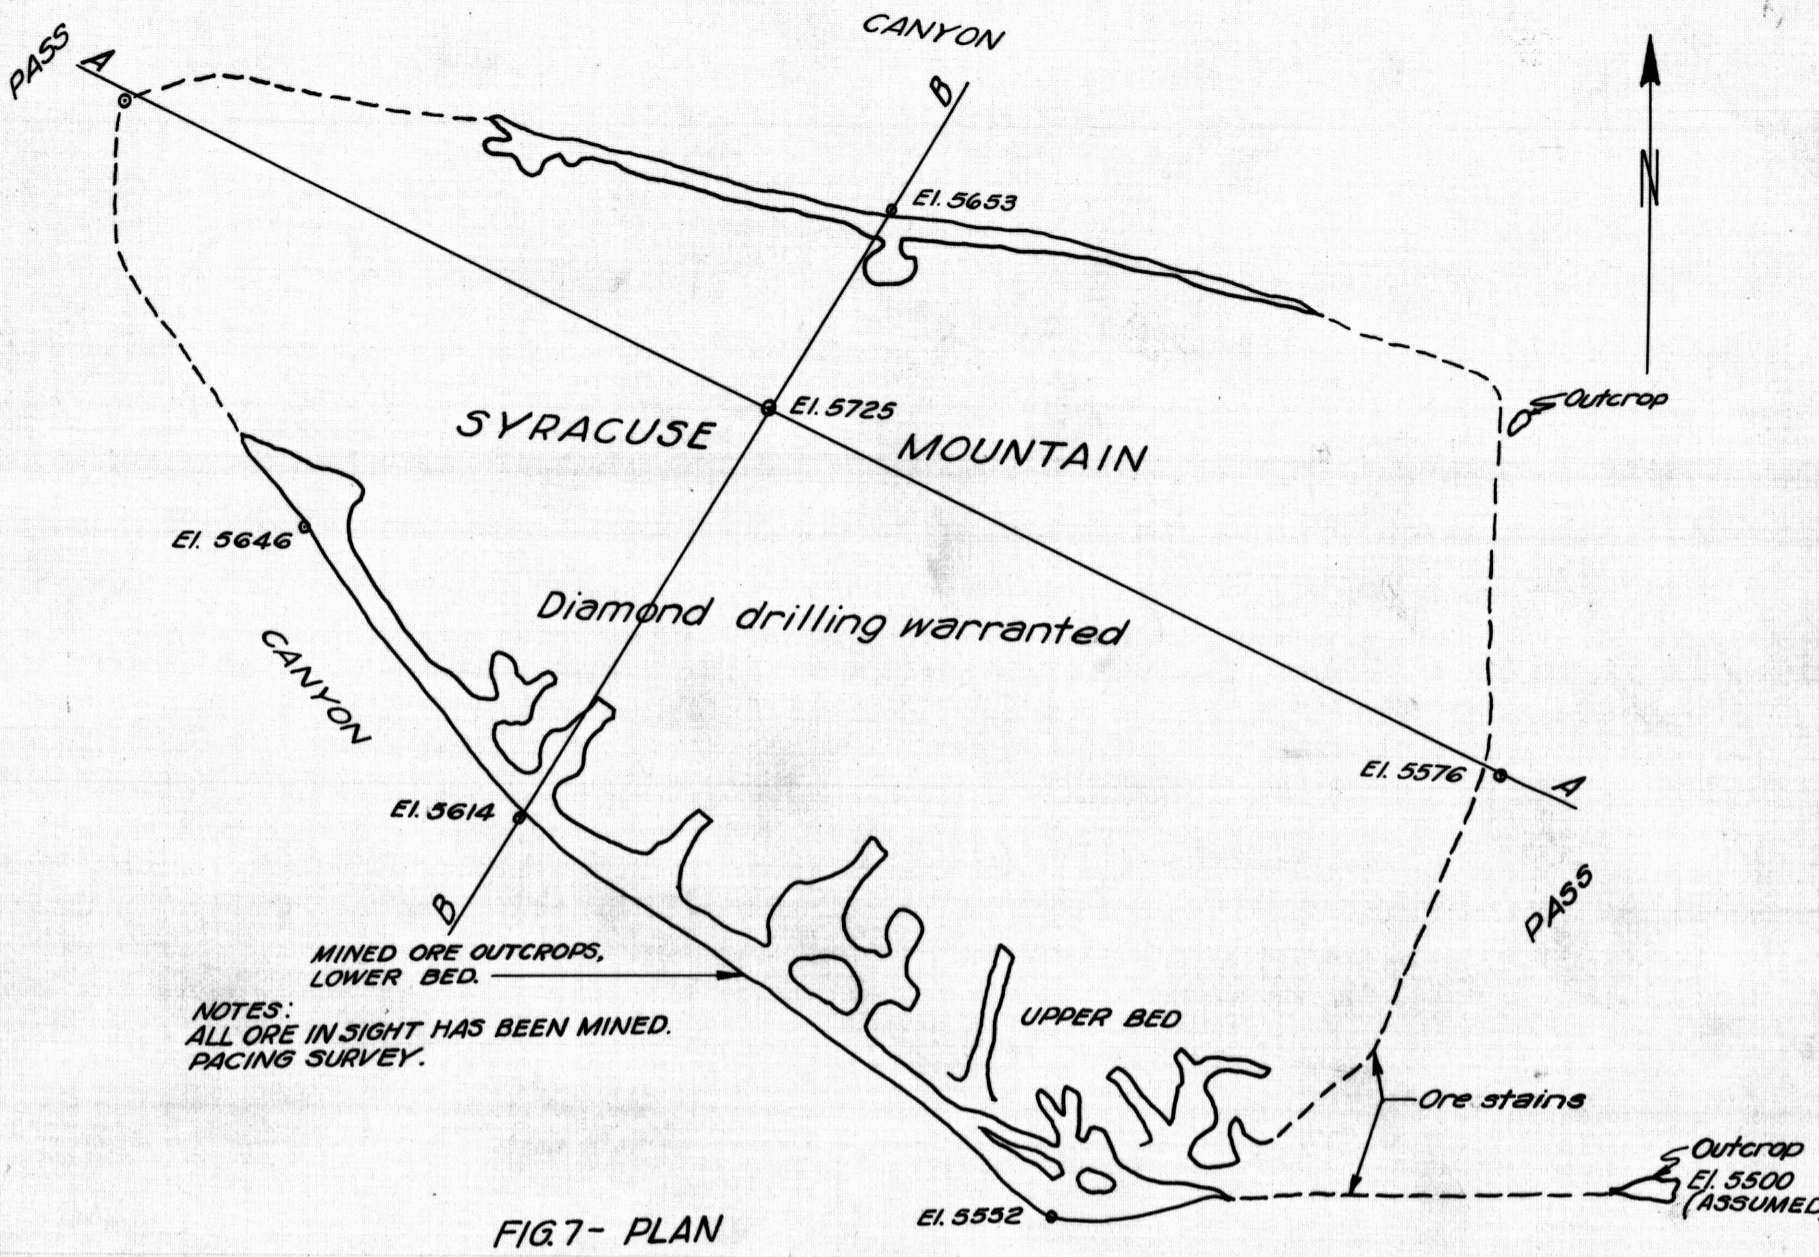 CANYON
PASS
A
B
El. 5653
N
Outcrop
El. 5725
SYRACUSE MOUNTAIN
El. 5646
Diamond drilling warranted
CANYON
El. 5576
A
El. 5614
PASS
B
MINED ORE OUTCROPS,
LOWER BED.
NOTES:
ALL ORE IN SIGHT HAS BEEN MINED.
PACING SURVEY.
UPPER BED
Ore stains
Outcrop
El. 5500
(ASSUMED
El. 5552
FIG.7- PLAN